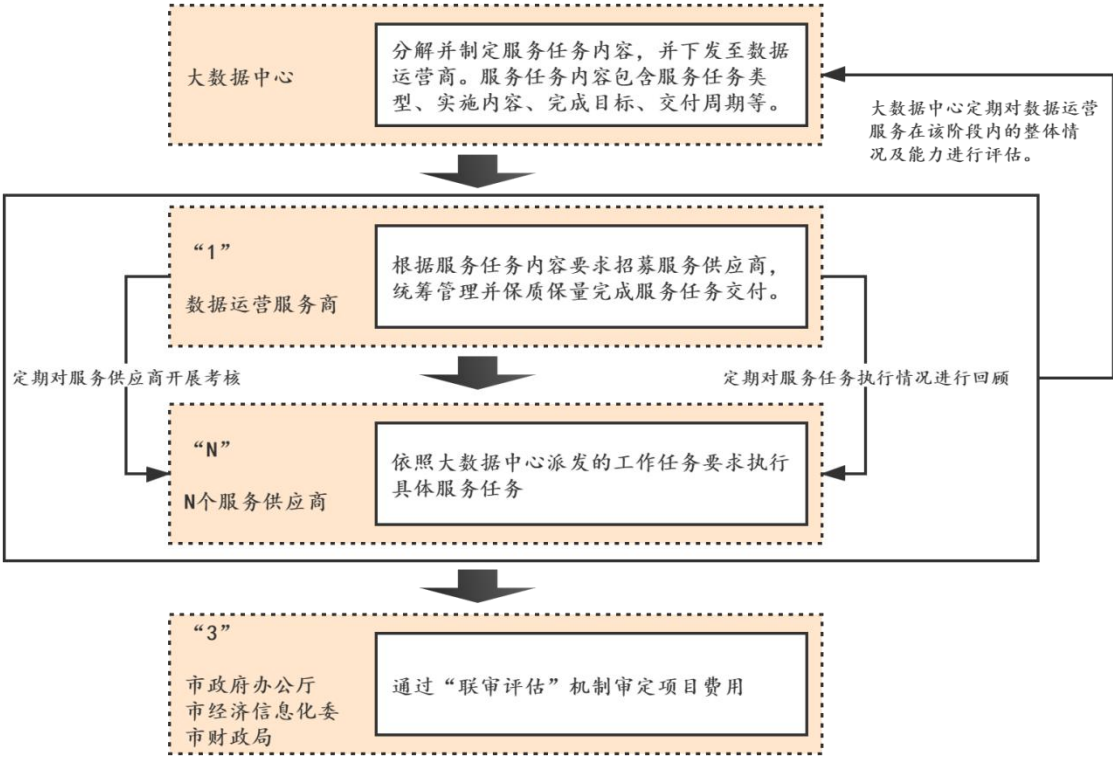 大数据中心
分解并制定服务任务内容，并下发至数据
运营商。服务任务内容包含服务任务类
型、实施内容、完成目标、交付周期等。
大数据中心定期对数据运营
服务在该阶段内的整体情
况及能力进行评估。
“1”
数据运营服务商
根据服务任务内容要求招募服务供应商，
统筹管理并保质保量完成服务任务交付。
定期对服务供应商开展考核
定期对服务任务执行情况进行回顾
“N”
N个服务供应商
依照大数据中心派发的工作任务要求执行
具体服务任务
“3”
市政府办公厅
市经济信息化委
市财政局
通过“联审评估”机制审定项目费用